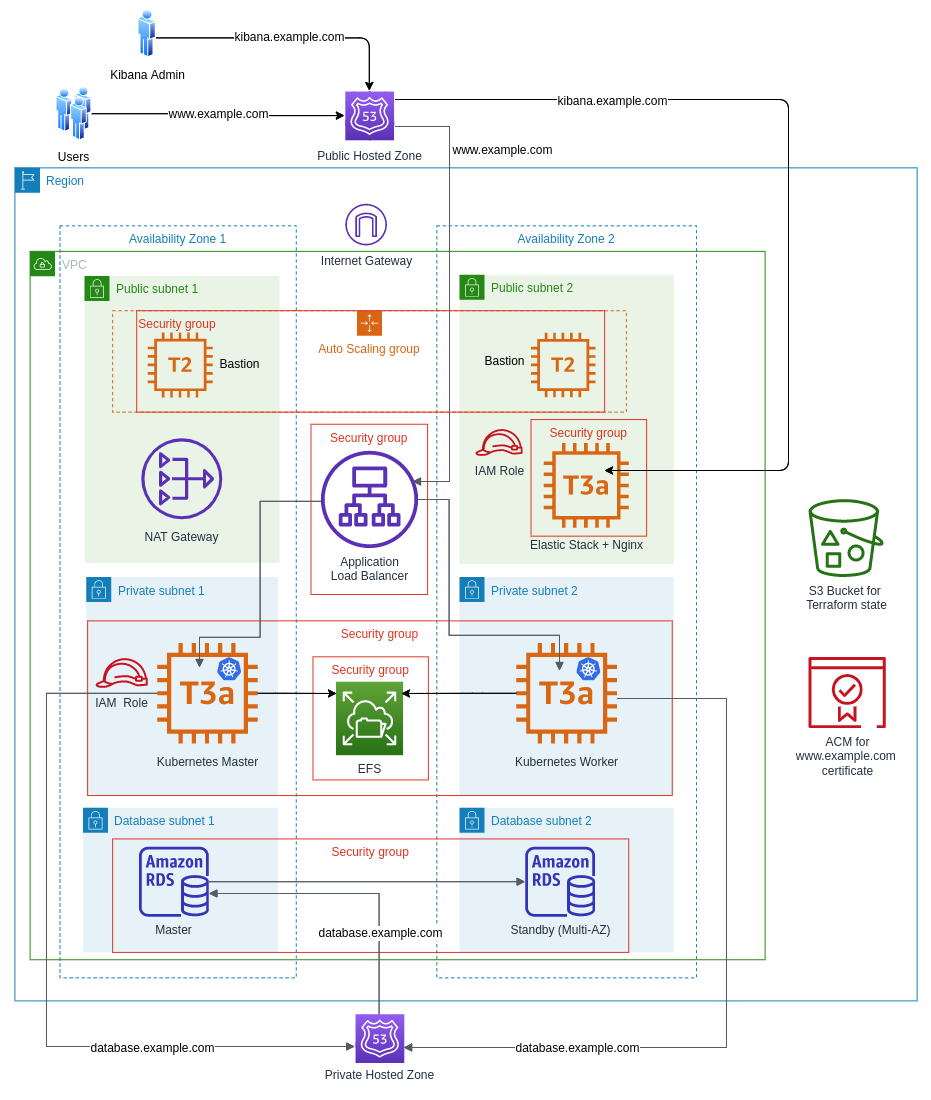 kibana.example.com
Kibana Admin
kibana.example.com
53
www.example.com
www.example.com
Users
Public Hosted Zone
Region
Availability Zone 1
Availability Zone 2
Internet Gateway
VPC
Public subnet 1
Public subnet 2
Security group
Auto Scaling group
T2
Bastion
Bastion
T2
Security group
Security group
IAM Role
T3a
NAT Gateway
Elastic Stack + Nginx
Application
Load Balancer
S3 Bucket for
Terraform state
Private subnet 1
Private subnet 2
Security group
Security group
T3a
T3a
IAM  Role
Kubernetes Master
EFS
Kubernetes Worker
ACM for
www.example.com
certificate
Database subnet 1
Database subnet 2
Security group
Amazon
RDS
Amazon
RDS
Master
Standby (Multi-AZ)
database.example.com
53
database.example.com
database.example.com
Private Hosted Zone